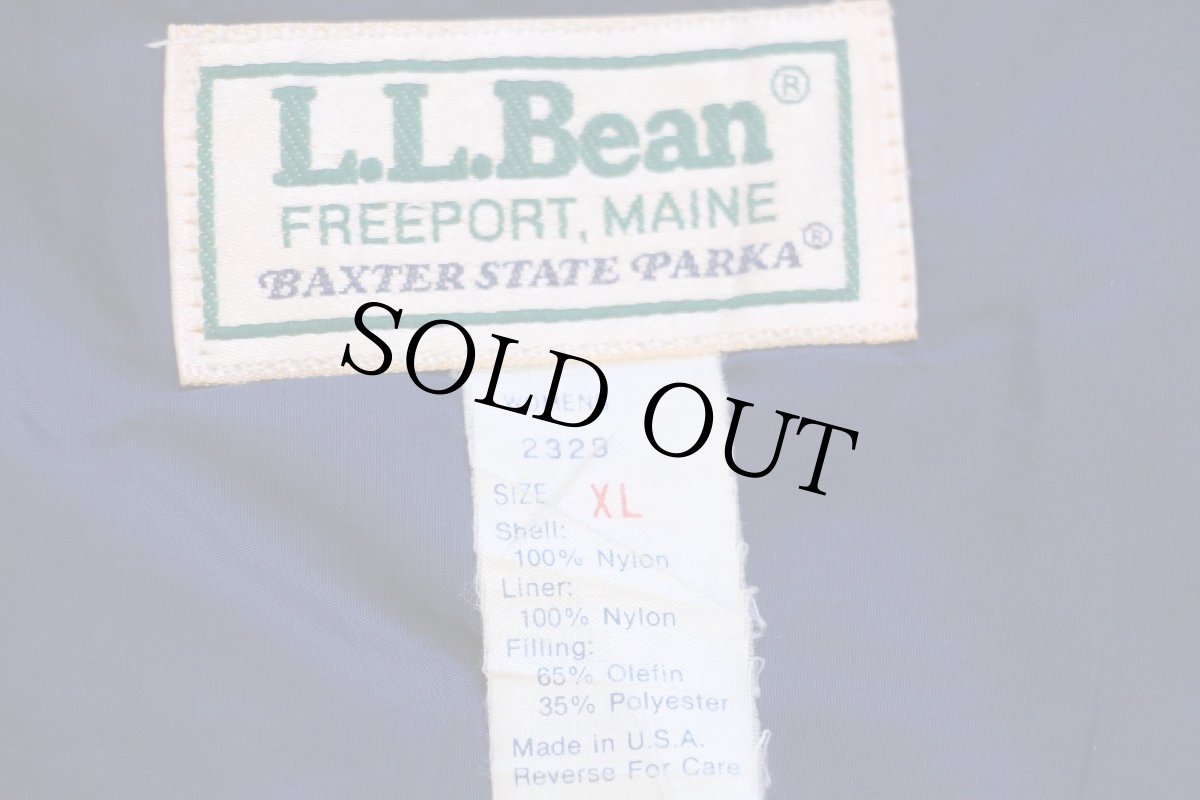 L.L.Bean®
FREEPORT, MAINE
BAXTER STATE PARKA®
SOLD OUT
WOMENS
2323
SIZE XL
Shell:
100% Nylon
Liner:
100% Nylon
Filling:
65% Olefin
35% Polyester
Made in U.S.A.
Reverse For Care